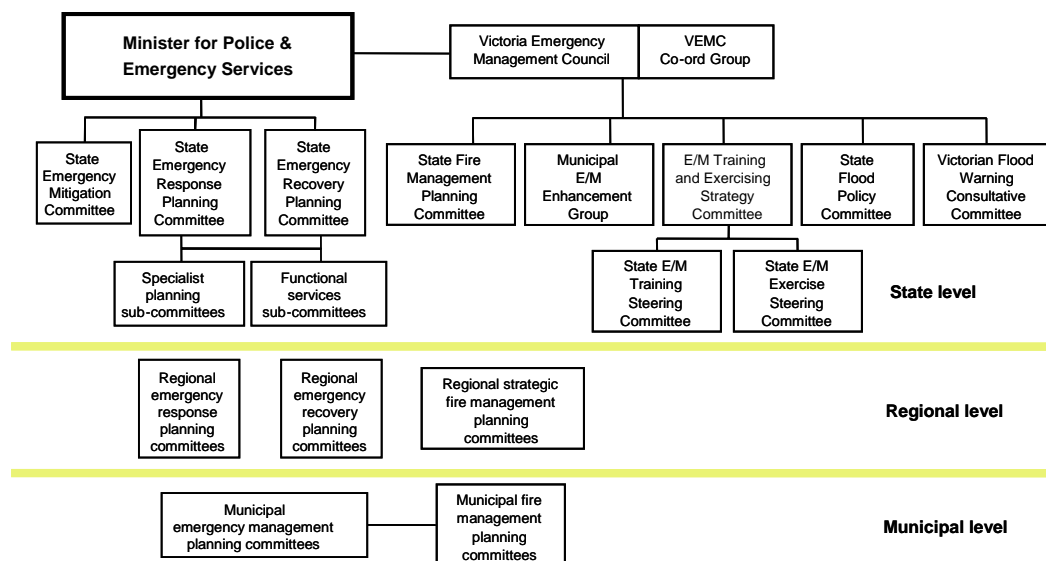 Minister for Police &
Emergency Services
Victoria Emergency
Management Council
VEMC
Co-ord Group
State
Emergency
Mitigation
Committee
State
Emergency
Response
Planning
Committee
State
Emergency
Recovery
Planning
Committee
State Fire
Management
Planning
Committee
Municipal
E/M
Enhancement
Group
E/M Training
and Exercising
Strategy
Committee
State
Flood
Policy
Committee
Victorian Flood
Warning
Consultative
Committee
Specialist
planning
sub-committees
Functional
services
sub-committees
State E/M
Training
Steering
Committee
State E/M
Exercise
Steering
Committee
State level
Regional
emergency
response
planning
committees
Regional
emergency
recovery
planning
committees
Regional strategic
fire management
planning
committees
Regional level
Municipal
emergency management
planning committees
Municipal fire
management
planning
committees
Municipal level